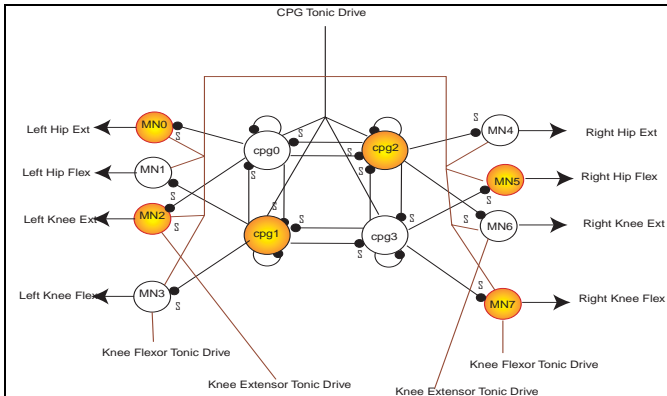 CPG Tonic Drive
Left Hip Ext
MN0
S
cpg0
S
S
cpg2
S
MN4
Right Hip Ext
Left Hip Flex
MN1
S
S
S
MN5
Right Hip Flex
Left Knee Ext
MN2
S
S
cpg1
S
S
cpg3
S
MN6
Right Knee Ext
Left Knee Flex
MN3
S
S
S
MN7
Right Knee Flex
Knee Flexor Tonic Drive
Knee Flexor Tonic Drive
Knee Extensor Tonic Drive
Knee Extensor Tonic Drive